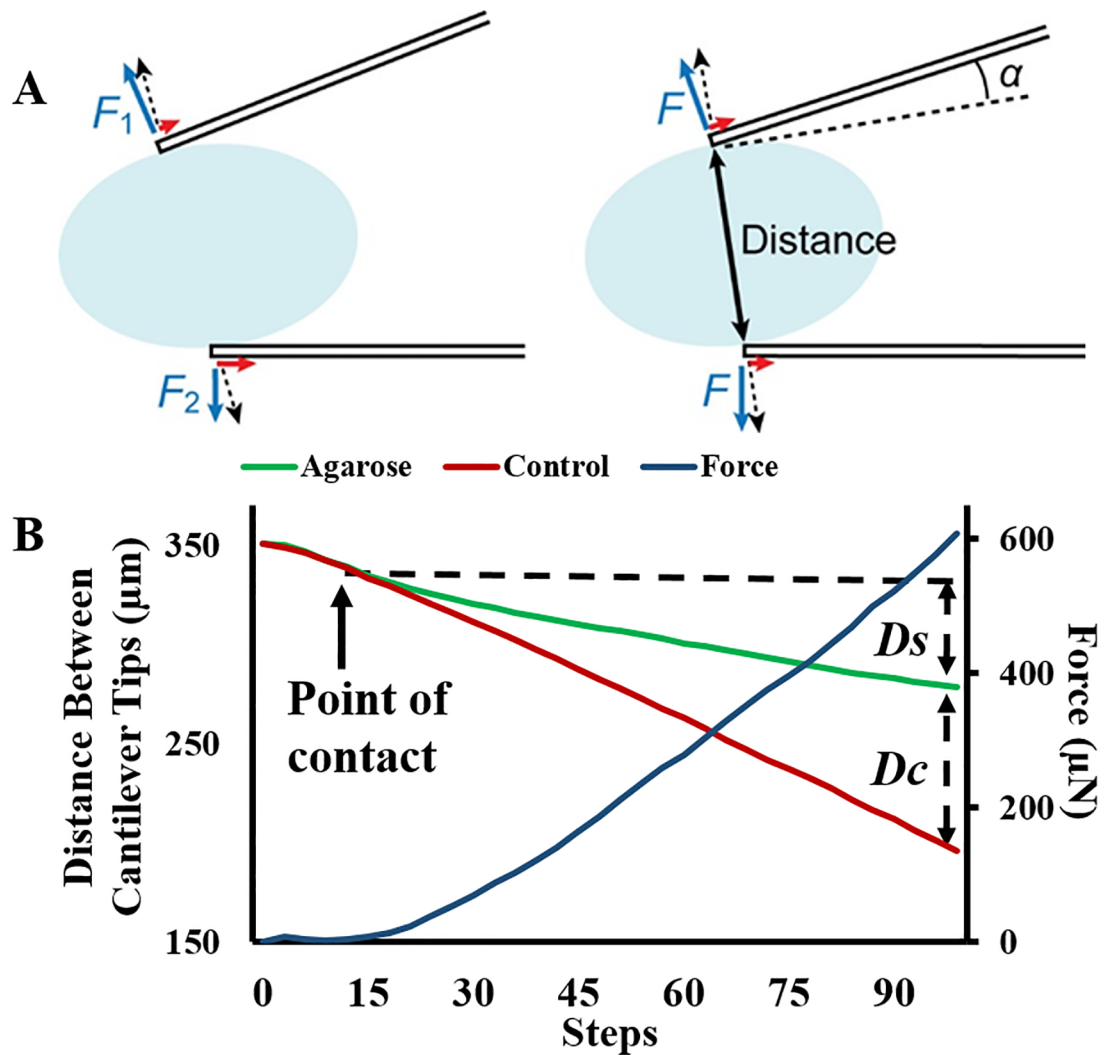 A
F1
F2
F
α
Distance
F
Agarose Control Force
B
Distance Between
Cantilever Tips (μm)
350
250
150
Point of
contact
Ds
Dc
600
400
200
0
Force (μN)
0 15 30 45 60 75 90
Steps